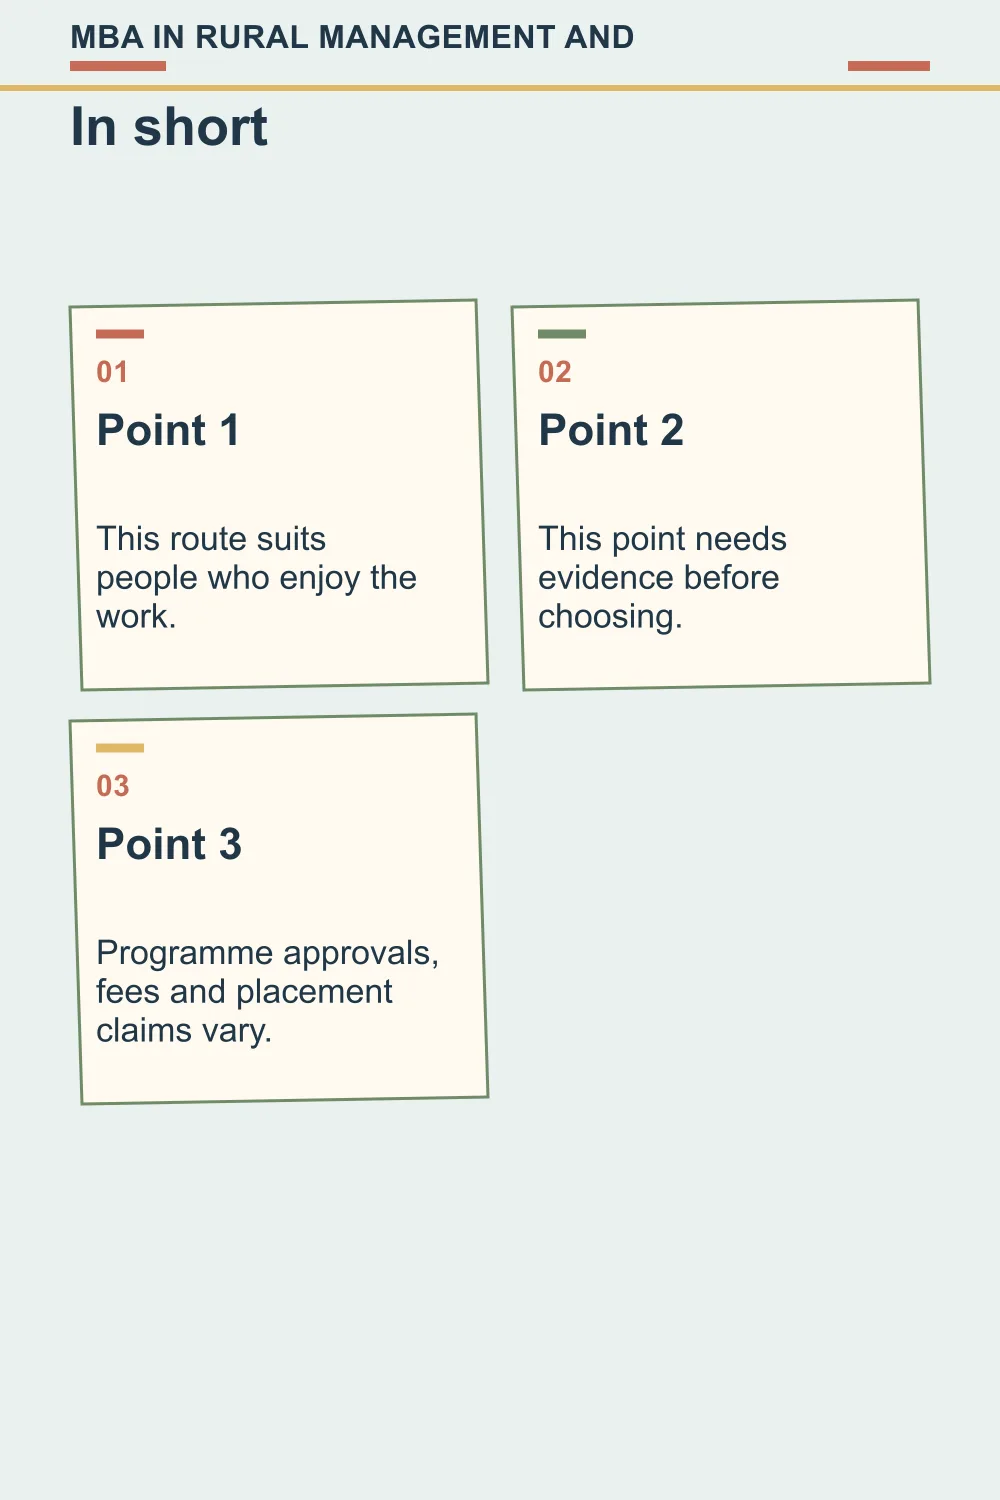 MBA IN RURAL MANAGEMENT AND
In short
01
Point 1
This route suits
people who enjoy the
work.
02
Point 2
This point needs
evidence before
choosing.
03
Point 3
Programme approvals,
fees and placement
claims vary.